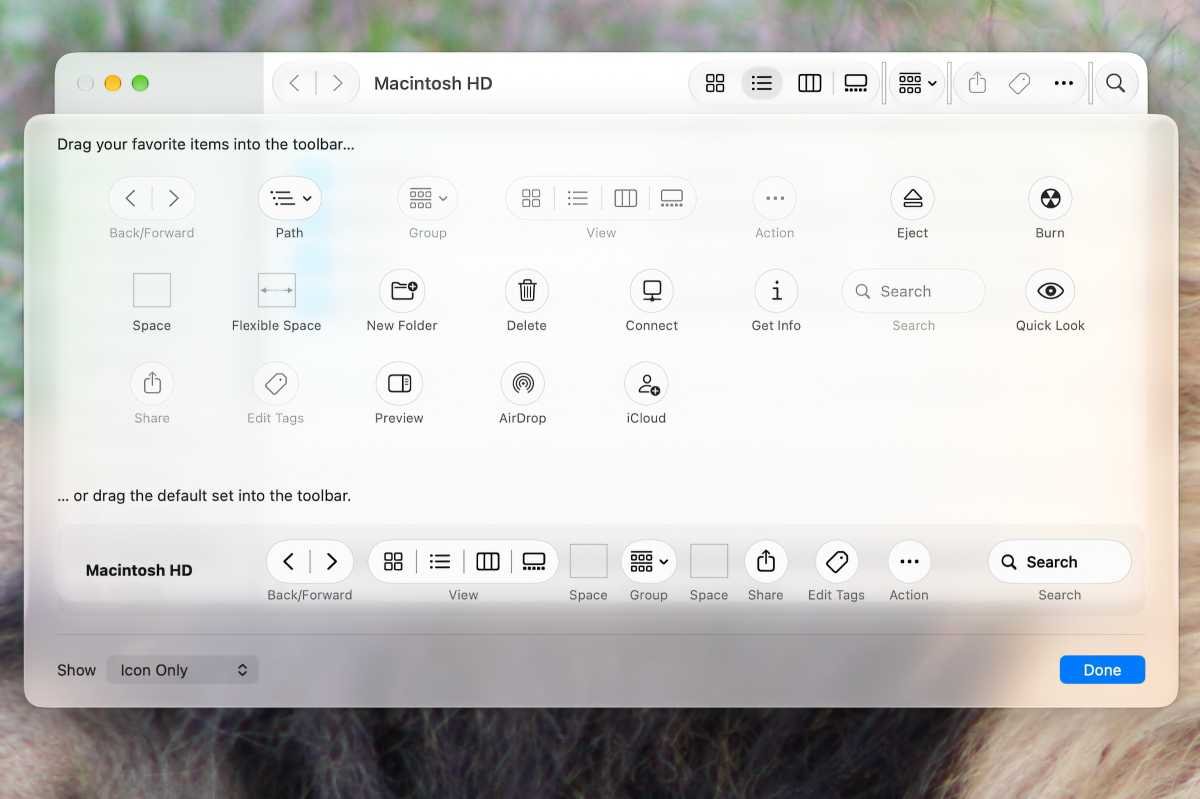 Macintosh HD
Drag your favorite items into the toolbar...
Back/Forward
Path
Group
View
Action
Eject
Burn
Space
Flexible Space
New Folder
Delete
Connect
Get Info
Search
Search
Quick Look
Share
Edit Tags
Preview
AirDrop
iCloud
... or drag the default set into the toolbar.
Macintosh HD
Search
Back/Forward
View
Space
Group
Space
Share
Edit Tags
Action
Search
Show
Icon Only
Done